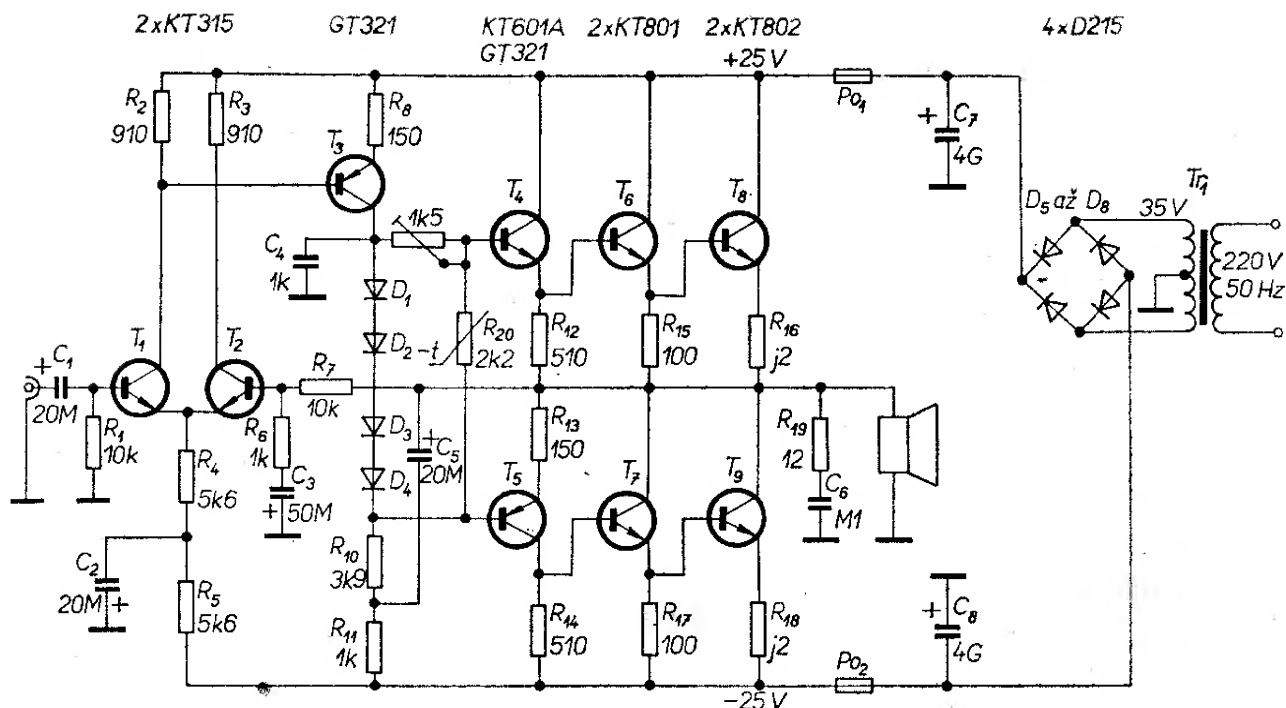 2xKT315
GT321
KT601A
GT321
2xKT801
2xKT802
4xD215
+25V
R2
910
R3
910
R8
150
Po1
+
C7
4G
T3
T4
T6
T8
1k5
C4
1k
D1
D2
-t
R20
2k2
R12
510
R15
100
R16
j2
D5 až D8
35V
Tr1
220V
50Hz
+
C1
20M
T1
T2
R7
10k
R1
10k
R4
5k6
R6
1k
C3
+
50M
D3
D4
+
C5
20M
R13
150
T5
T7
T9
R19
12
C6
M1
C2
20M
+
R5
5k6
R10
3k9
R11
1k
R14
510
R17
100
R18
j2
+
C8
4G
Po2
-25V